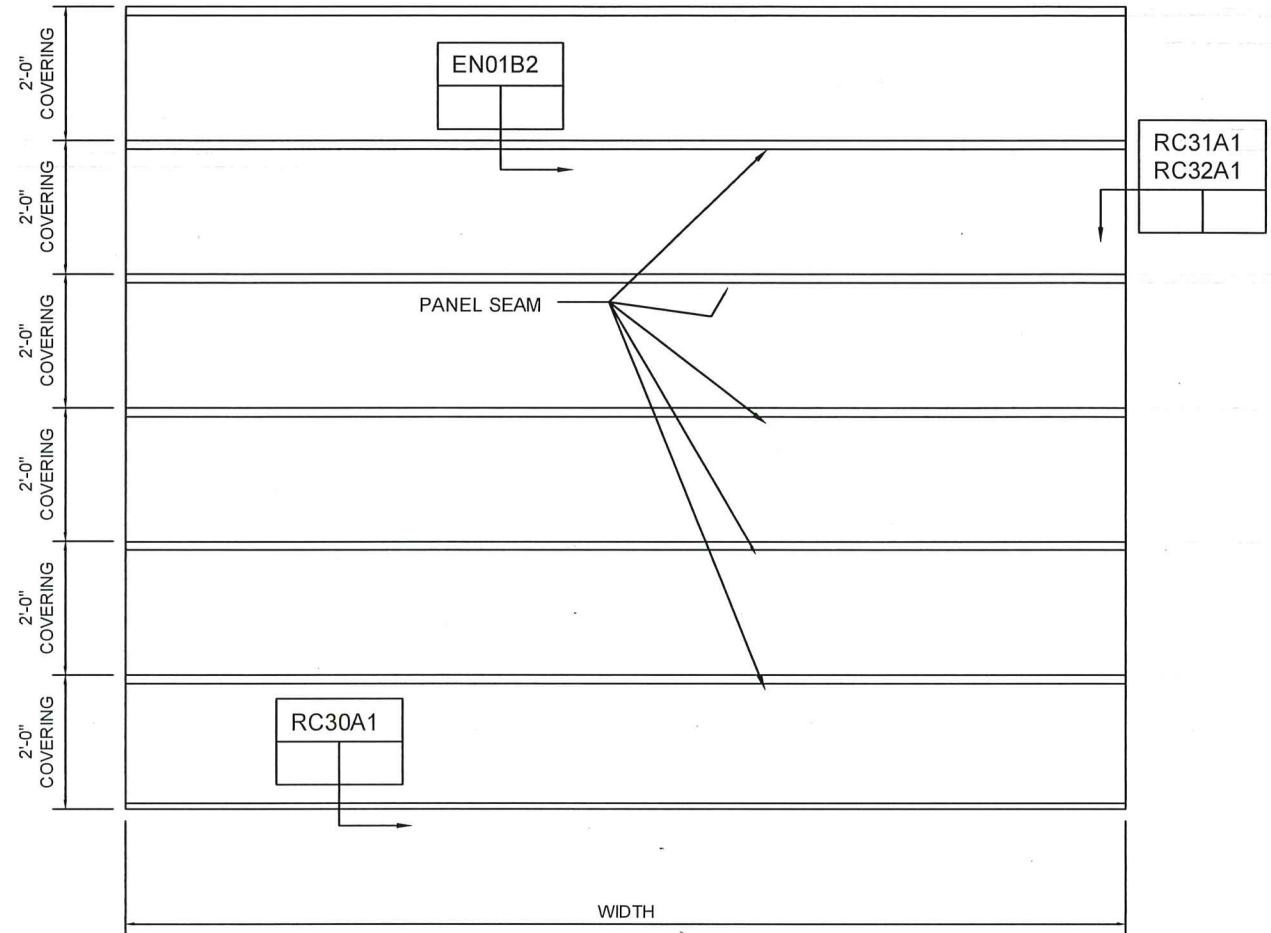 2'-0"
COVERING
EN01B2
2'-0"
COVERING
RC31A1
RC32A1
2'-0"
COVERING
PANEL SEAM
2'-0"
COVERING
2'-0"
COVERING
2'-0"
COVERING
RC30A1
WIDTH